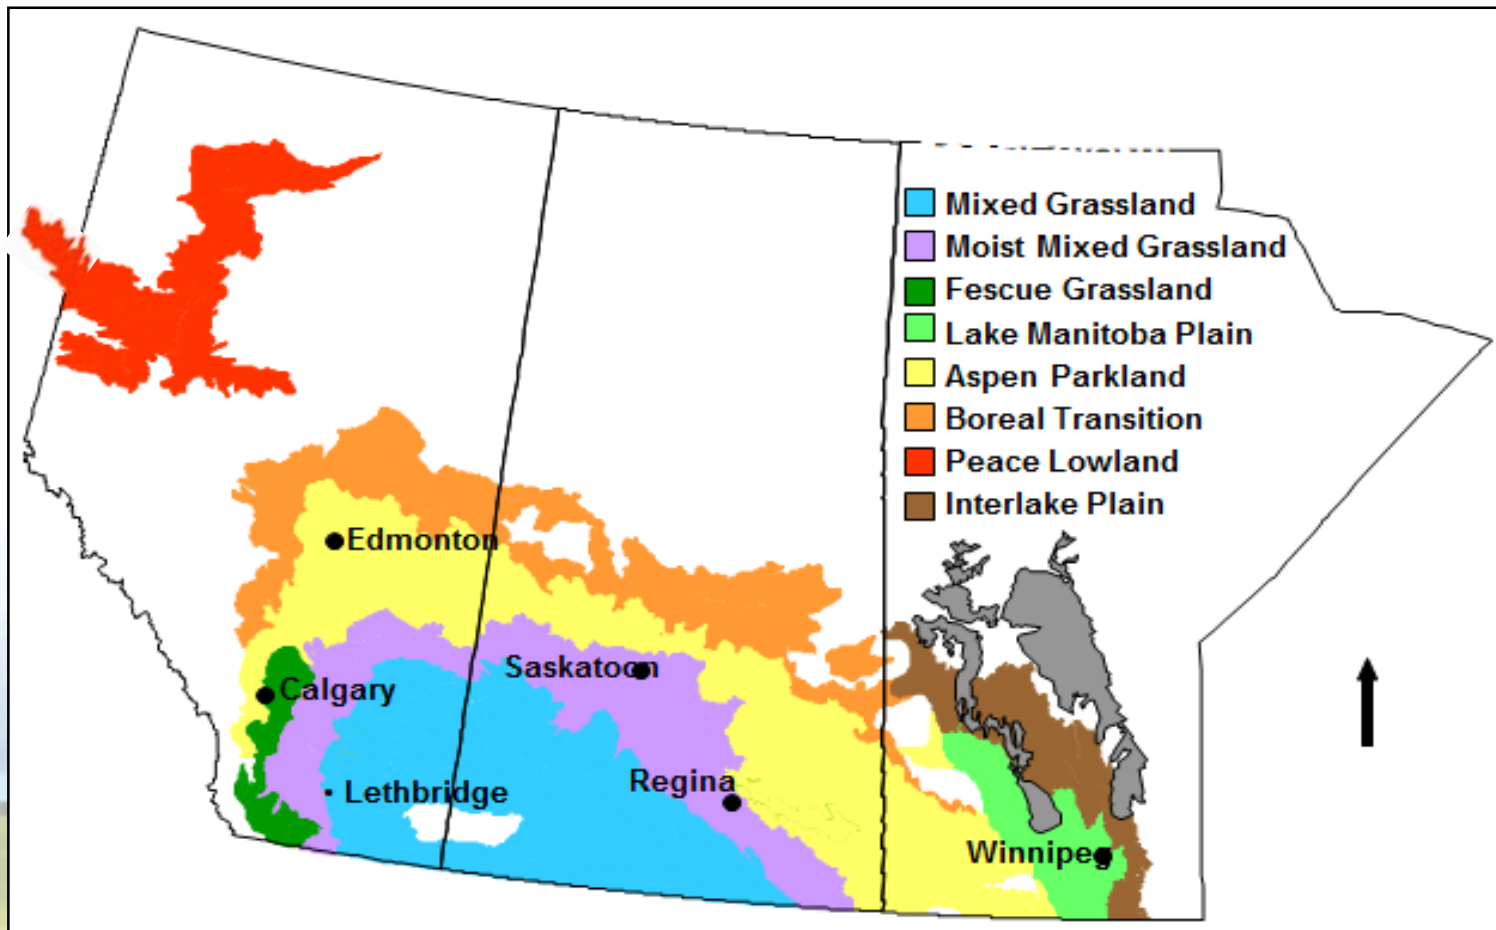 Mixed Grassland
Moist Mixed Grassland
Fescue Grassland
Lake Manitoba Plain
Aspen Parkland
Boreal Transition
Peace Lowland
Interlake Plain
Edmonton
Saskatoon
Calgary
Regina
Lethbridge
Winnipeg